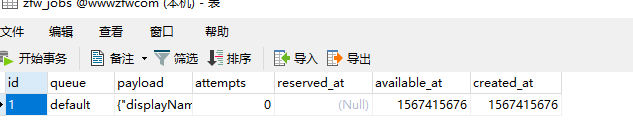 zfw_jobs @wwwzfwcom (本机) - 表
文件 编辑 查看 窗口 帮助
开始事务 备注 筛选 排序 导入 导出
id queue payload attempts reserved_at available_at created_at
1 default {"displayNam 0 (Null) 1567415676 1567415676